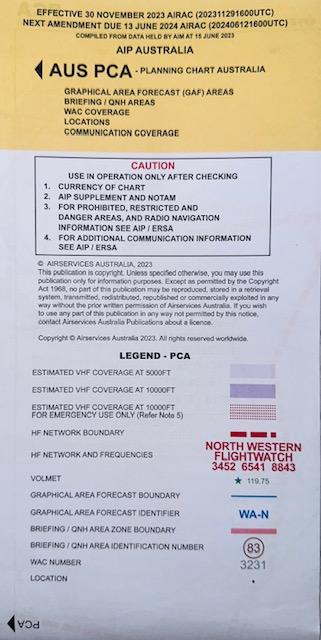 EFFECTIVE 30 NOVEMBER 2023 AIRAC (202311291600UTC)
NEXT AMENDMENT DUE 13 JUNE 2024 AIRAC (202406121600UTC)
COMPILED FROM DATA HELD BY AIM AT 15 JUNE 2023
AIP AUSTRALIA
AUS PCA - PLANNING CHART AUSTRALIA
GRAPHICAL AREA FORECAST (GAF) AREAS
BRIEFING / QNH AREAS
WAC COVERAGE
LOCATIONS
COMMUNICATION COVERAGE
CAUTION
USE IN OPERATION ONLY AFTER CHECKING
1. CURRENCY OF CHART
2. AIP SUPPLEMENT AND NOTAM
3. FOR PROHIBITED, RESTRICTED AND
DANGER AREAS, AND RADIO NAVIGATION
INFORMATION SEE AIP / ERSA
4. FOR ADDITIONAL COMMUNICATION INFORMATION
SEE AIP / ERSA
© AIRSERVICES AUSTRALIA, 2023
This publication is copyright. Unless specified otherwise, you may use this
publication only for information purposes. Except as permitted by the Copyright
Act 1968, no part of this publication may be reproduced, stored in a retrieval
system, transmitted, redistributed, republished or commercially exploited in any
way without the prior written permission of Airservices Australia. If you wish
to use any part of this publication in any way not permitted by this notice,
contact Airservices Australia Publications about a licence.
Copyright © Airservices Australia 2023. All rights reserved worldwide.
LEGEND - PCA
ESTIMATED VHF COVERAGE AT 5000FT
ESTIMATED VHF COVERAGE AT 10000FT
ESTIMATED VHF COVERAGE AT 10000FT
FOR EMERGENCY USE ONLY (Refer Note 5)
HF NETWORK BOUNDARY
HF NETWORK AND FREQUENCIES
NORTH WESTERN
FLIGHTWATCH
3452 6541 8843
VOLMET 119.75
GRAPHICAL AREA FORECAST BOUNDARY
GRAPHICAL AREA FORECAST IDENTIFIER WA-N
BRIEFING / QNH AREA ZONE BOUNDARY
BRIEFING / QNH AREA IDENTIFICATION NUMBER 83
WAC NUMBER 3231
LOCATION
PCA